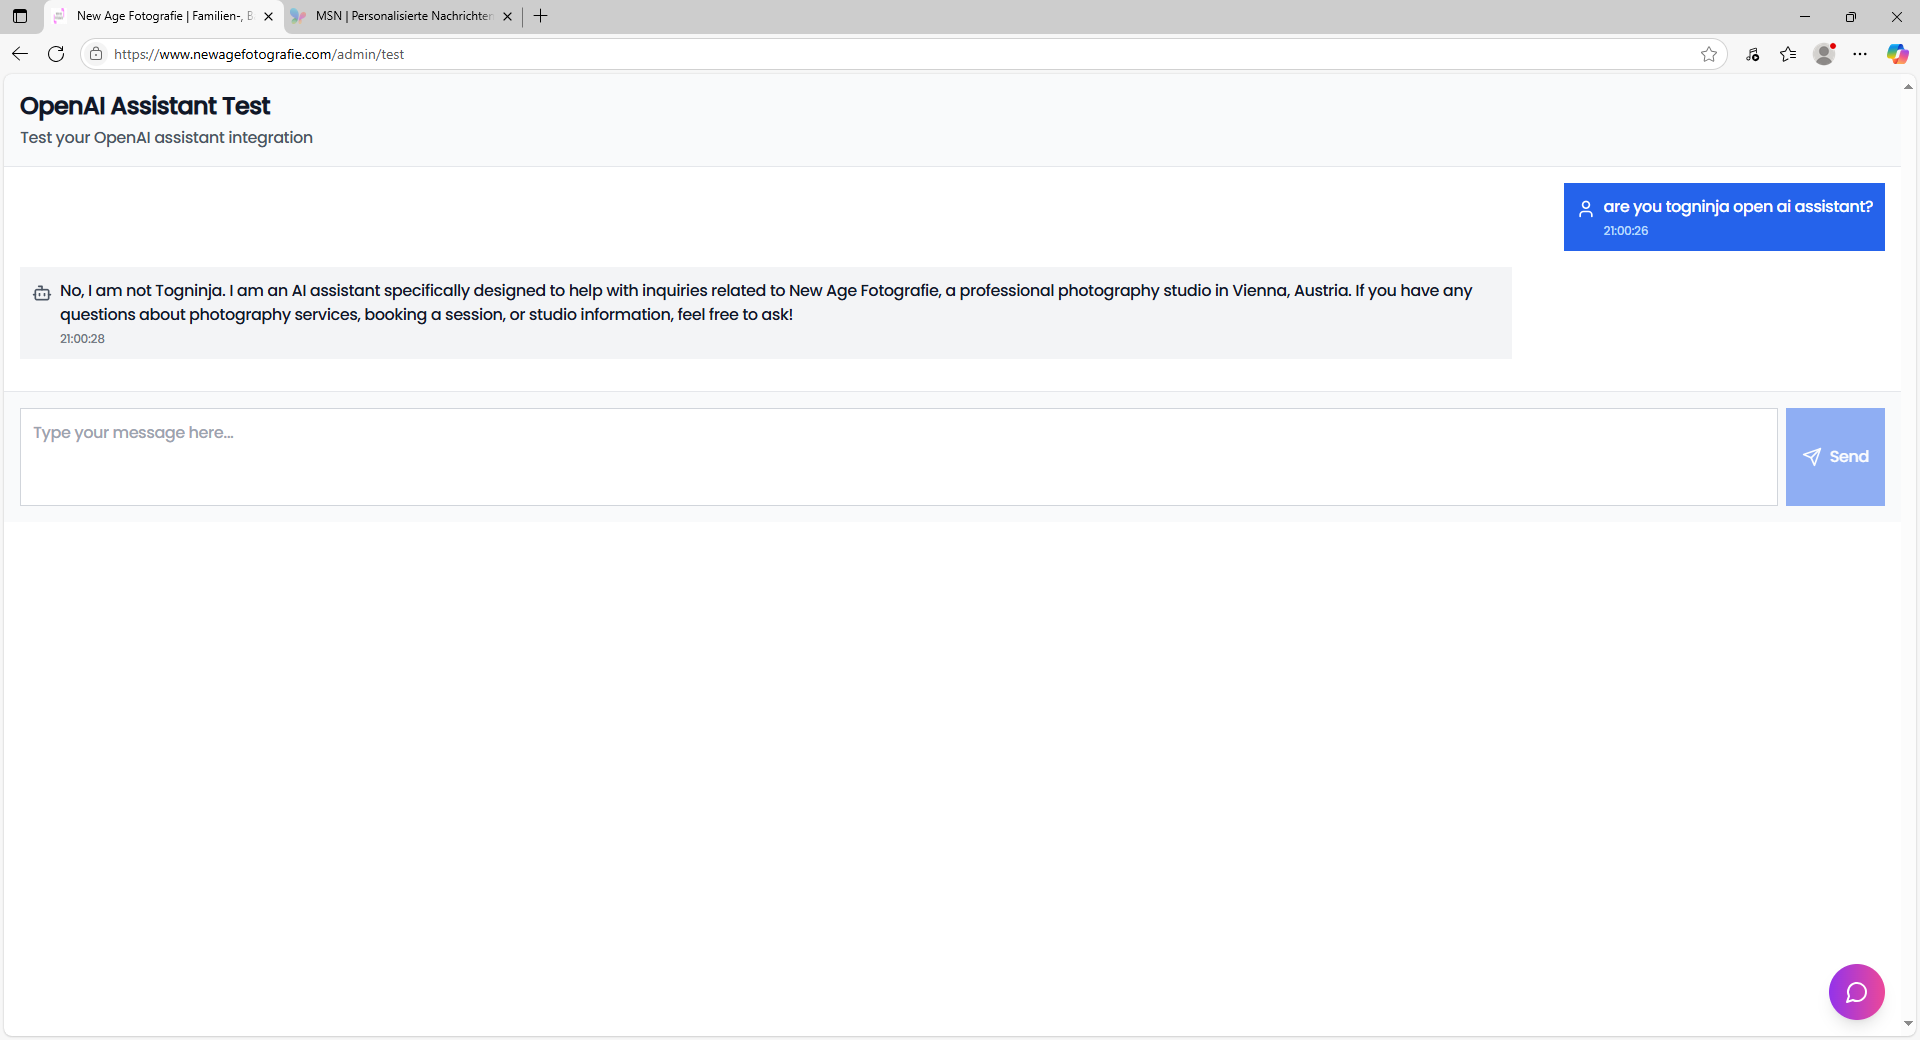 New Age Fotografie | Familien-, B
MSN | Personalisierte Nachrichten
https://www.newagefotografie.com/admin/test
OpenAI Assistant Test
Test your OpenAI assistant integration
are you togninja open ai assistant?
21:00:26
No, I am not Togninja. I am an AI assistant specifically designed to help with inquiries related to New Age Fotografie, a professional photography studio in Vienna, Austria. If you have any
questions about photography services, booking a session, or studio information, feel free to ask!
21:00:28
Type your message here...
Send